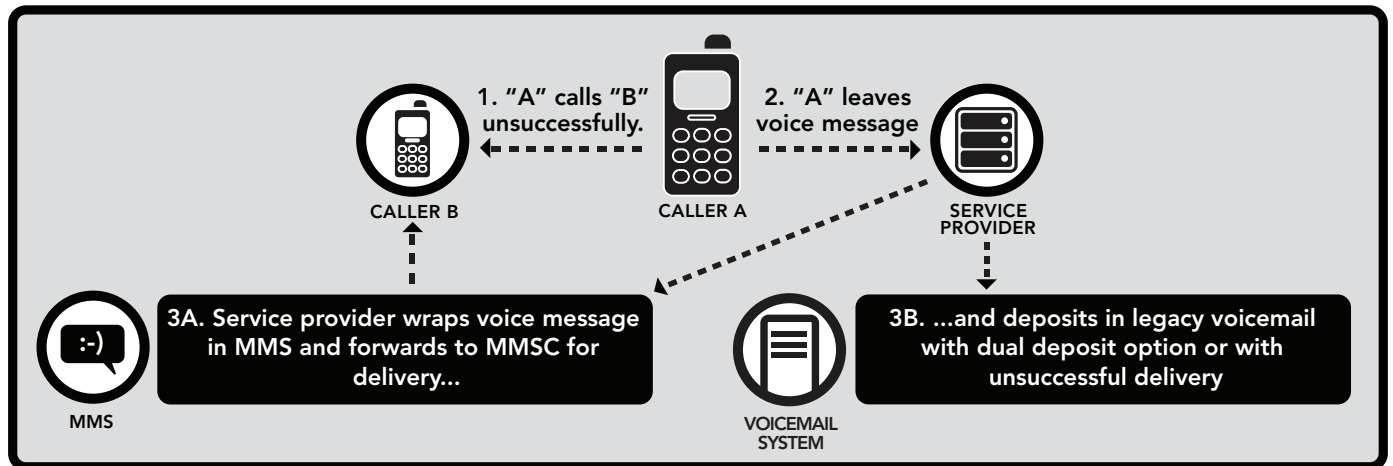 1. “A” calls “B”
unsuccessfully.
2. “A” leaves
voice message
CALLER B
CALLER A
SERVICE
PROVIDER
3A. Service provider wraps voice message
in MMS and forwards to MMSC for
delivery...
3B. ...and deposits in legacy voicemail
with dual deposit option or with
unsuccessful delivery
:-)
MMS
VOICEMAIL
SYSTEM